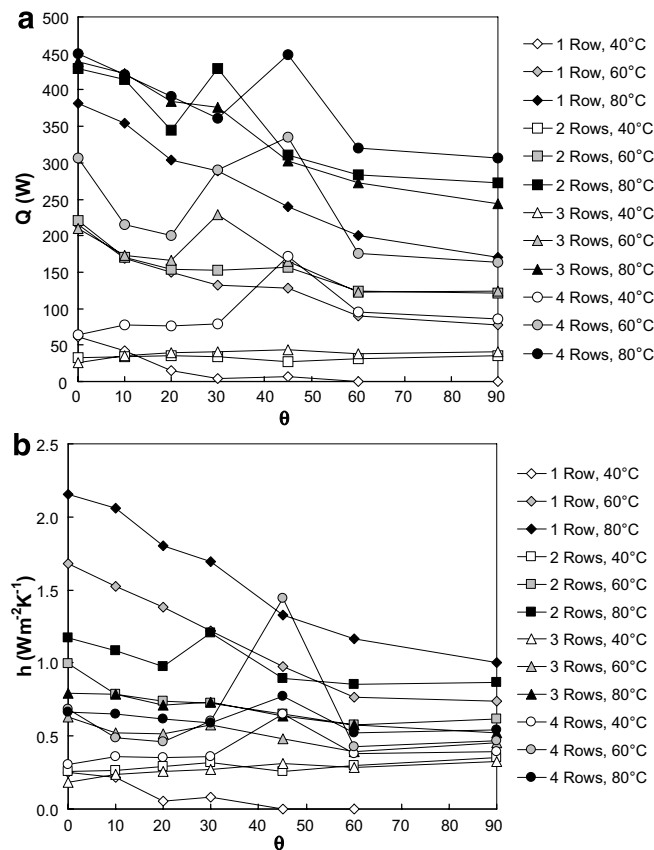 a
500
450
400
350
300
250
200
150
100
50
0
Q (W)
0 10 20 30 40 50 60 70 80 90
θ
1 Row, 40°C
1 Row, 60°C
1 Row, 80°C
2 Rows, 40°C
2 Rows, 60°C
2 Rows, 80°C
3 Rows, 40°C
3 Rows, 60°C
3 Rows, 80°C
4 Rows, 40°C
4 Rows, 60°C
4 Rows, 80°C
b
2.5
2.0
1.5
1.0
0.5
0.0
h (Wm⁻²K⁻¹)
0 10 20 30 40 50 60 70 80 90
θ
1 Row, 40°C
1 Row, 60°C
1 Row, 80°C
2 Rows, 40°C
2 Rows, 60°C
2 Rows, 80°C
3 Rows, 40°C
3 Rows, 60°C
3 Rows, 80°C
4 Rows, 40°C
4 Rows, 60°C
4 Rows, 80°C